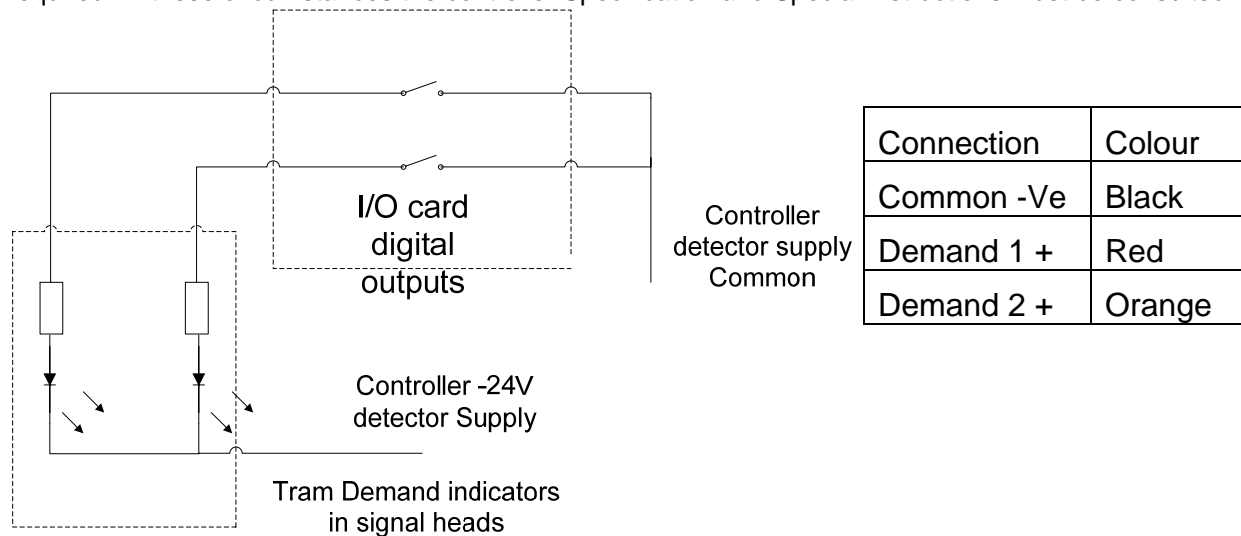 I/O card
digital
outputs
Controller
detector supply
Common
Connection Colour
Common -Ve Black
Demand 1 + Red
Demand 2 + Orange
Controller -24V
detector Supply
Tram Demand indicators
in signal heads